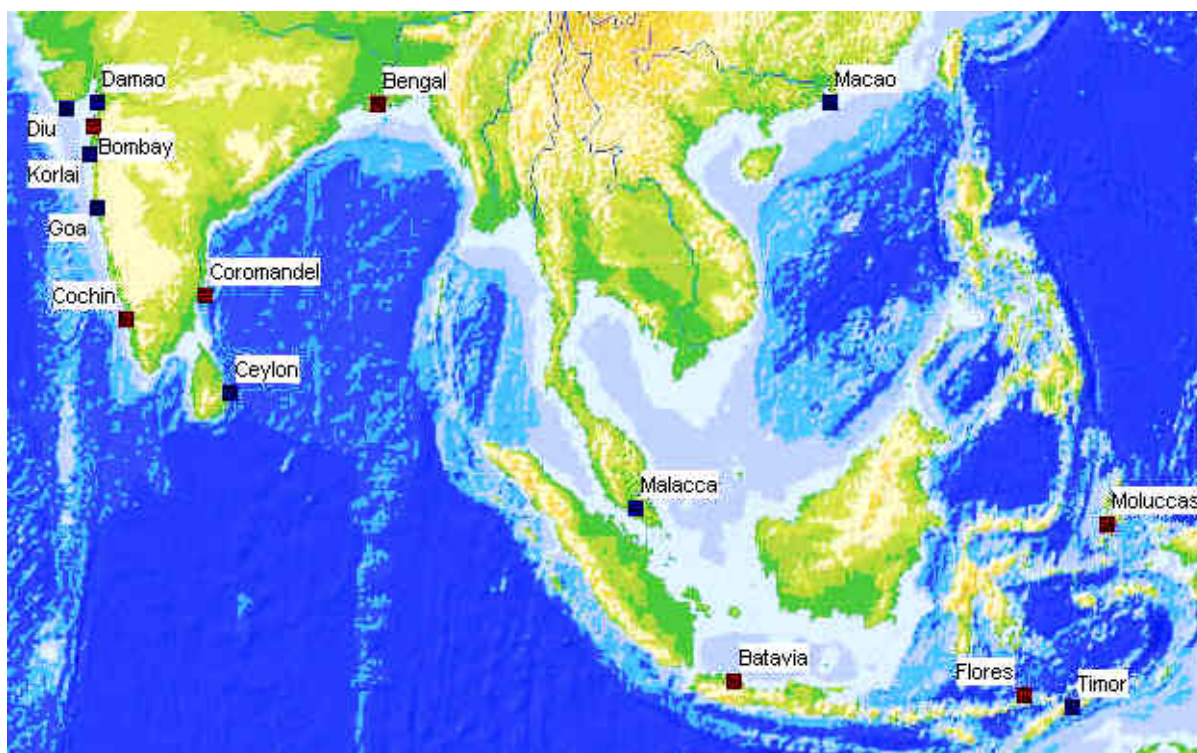 Damao
Bengal
Macao
Diu
Bombay
Korlai
Goa
Coromandel
Cochin
Ceylon
Malacca
Moluccas
Batavia
Flores
Timor